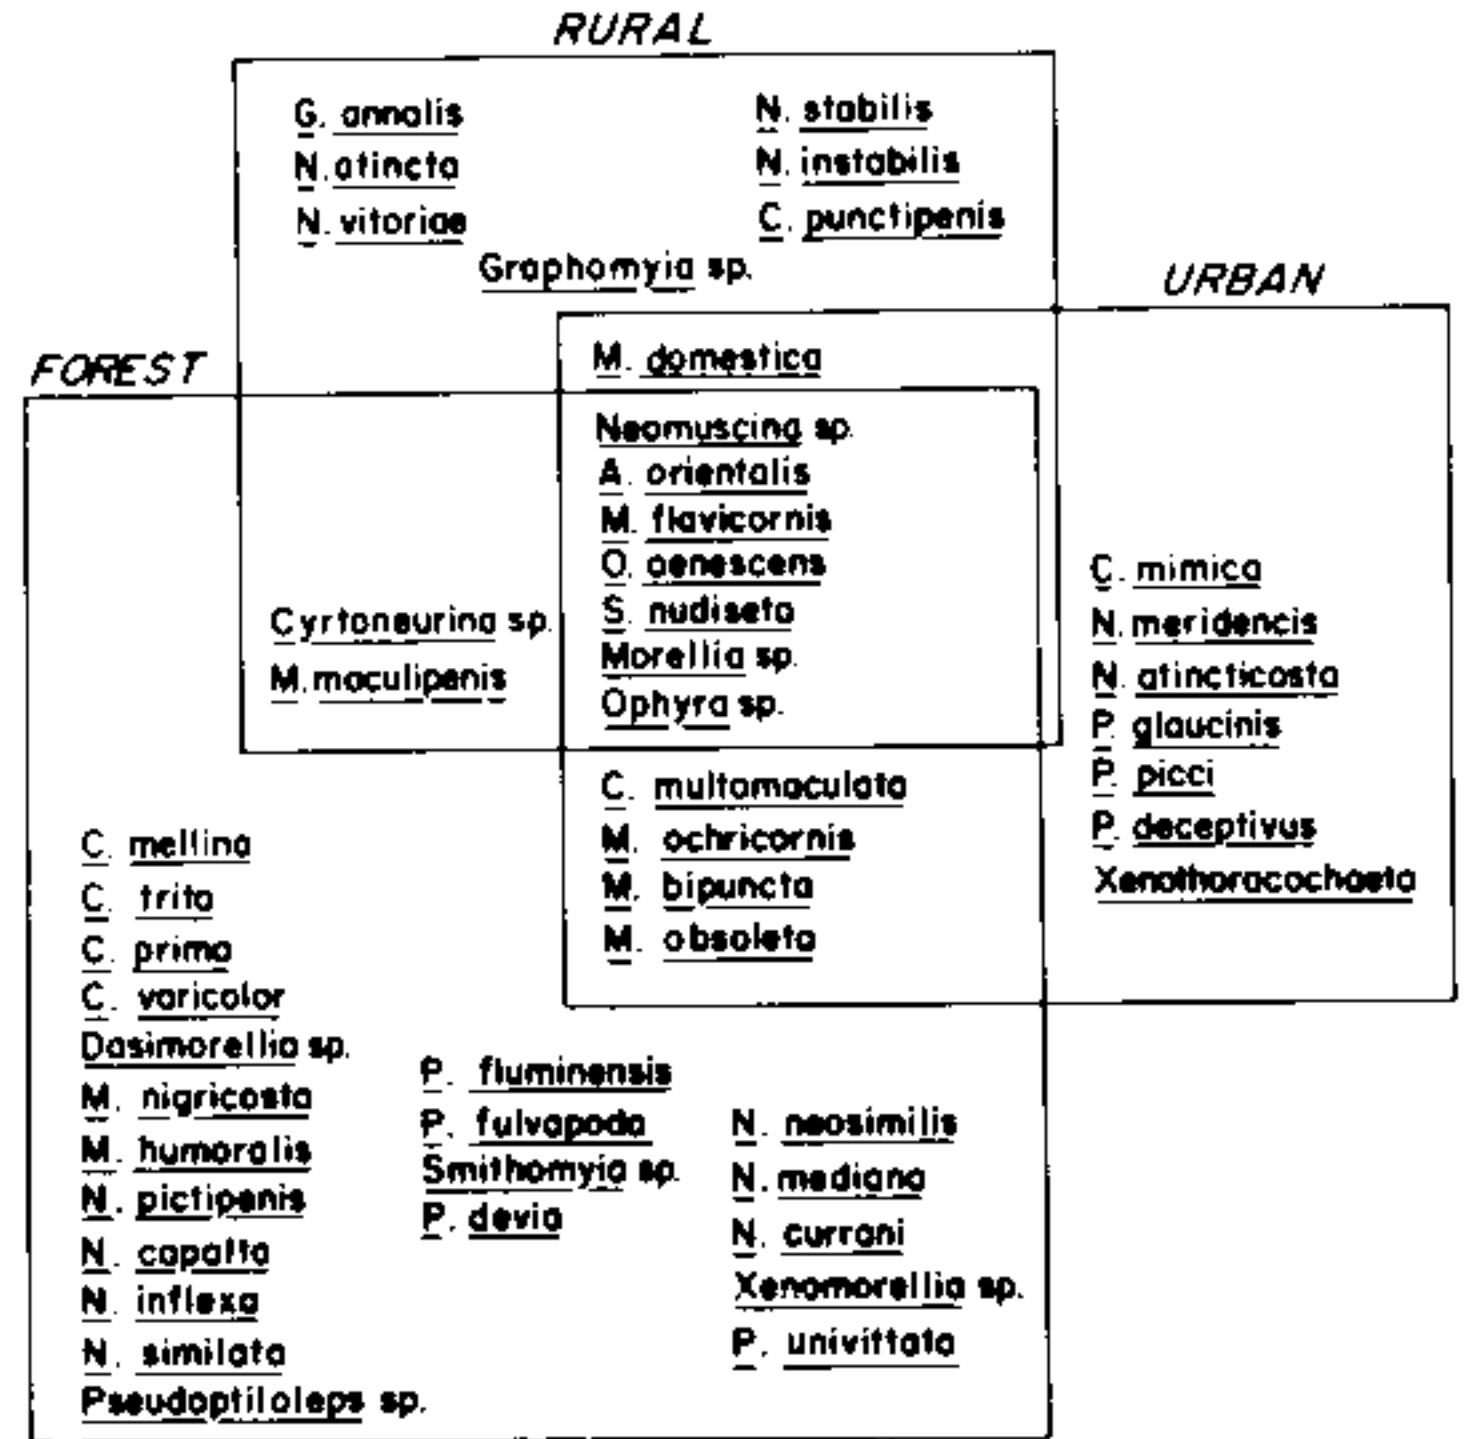 RURAL
G. annalis
N. atincta
N. vitoriae
N. stabilis
N. instabilis
C. punctipenis
Graphomyia sp.
URBAN
FOREST
M. domestica
Neomuscina sp.
A. orientalis
M. flavicornis
O. aenescens
S. nudiseta
Morellia sp.
Ophyra sp.
Cyrtoneurina sp.
M. maculipenis
C. mimica
N. meridencis
N. atincticosta
P. glaucinis
P. picci
P. deceptivus
Xenothoracochaeta
C. multomaculata
M. ochricornis
M. bipuncta
M. obsoleta
C. mellina
C. trita
C. prima
C. varicolor
Dasimorellia sp.
M. nigricosta
M. humeralis
N. pictipenis
N. capalta
N. inflexa
N. similata
Pseudoptiloleps sp.
P. fluminensis
P. fulvapoda
Smithomyia sp.
P. devia
N. neosimilis
N. mediana
N. currani
Xenomorellia sp.
P. univittata